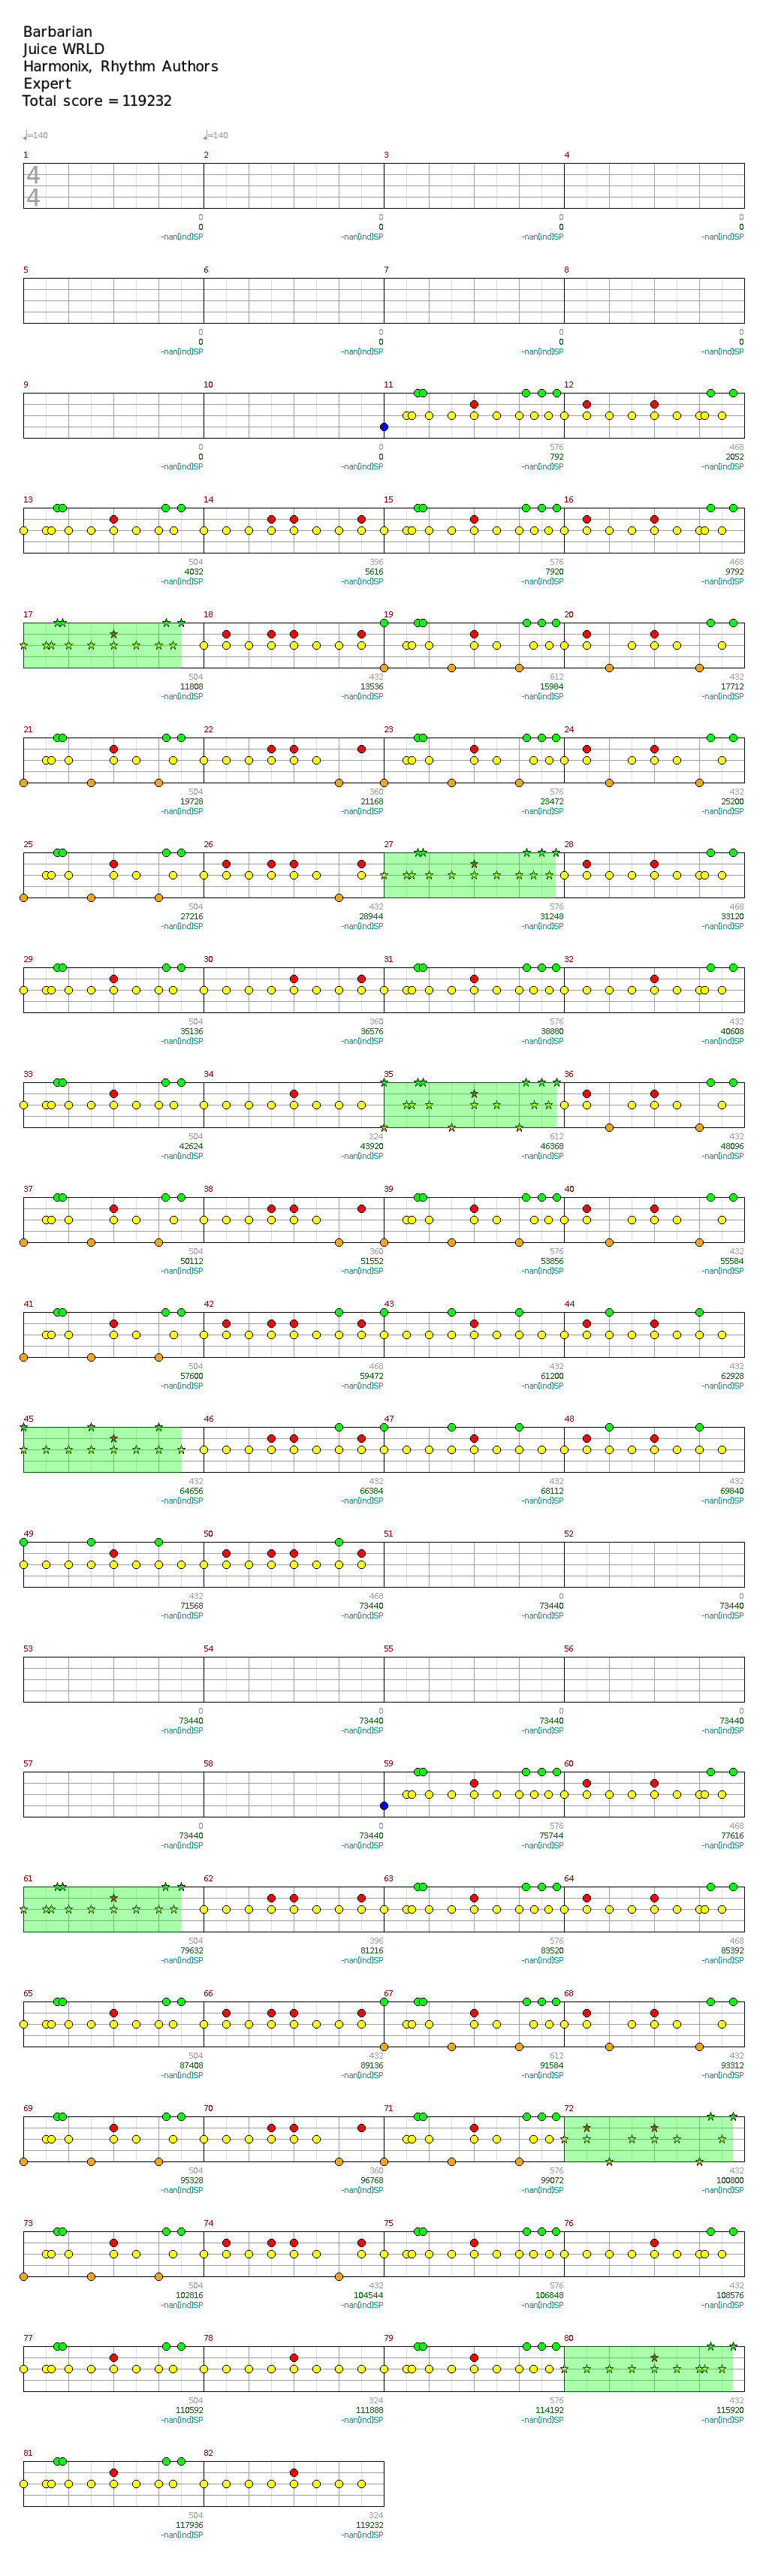 Barbarian
Juice WRLD
Harmonix, Rhythm Authors
Expert
Total score = 119232
♩=140 ♩=140
1 2 3 4
4
4
0 0 0 0
0 0 0 0
-nan(ind)SP -nan(ind)SP -nan(ind)SP -nan(ind)SP
5 6 7 8
0 0 0 0
0 0 0 0
-nan(ind)SP -nan(ind)SP -nan(ind)SP -nan(ind)SP
9 10 11 12
0 0 576 468
0 0 792 2052
-nan(ind)SP -nan(ind)SP -nan(ind)SP -nan(ind)SP
13 14 15 16
504 396 576 468
4032 5616 7920 9792
-nan(ind)SP -nan(ind)SP -nan(ind)SP -nan(ind)SP
17 18 19 20
504 432 612 432
11808 13536 15984 17712
-nan(ind)SP -nan(ind)SP -nan(ind)SP -nan(ind)SP
21 22 23 24
504 360 576 432
19728 21168 23472 25200
-nan(ind)SP -nan(ind)SP -nan(ind)SP -nan(ind)SP
25 26 27 28
504 432 576 468
27216 28944 31248 33120
-nan(ind)SP -nan(ind)SP -nan(ind)SP -nan(ind)SP
29 30 31 32
504 360 576 432
35136 36576 38880 40608
-nan(ind)SP -nan(ind)SP -nan(ind)SP -nan(ind)SP
33 34 35 36
504 324 612 432
42624 43920 46368 48096
-nan(ind)SP -nan(ind)SP -nan(ind)SP -nan(ind)SP
37 38 39 40
504 360 576 432
50112 51552 53856 55584
-nan(ind)SP -nan(ind)SP -nan(ind)SP -nan(ind)SP
41 42 43 44
504 468 432 432
57600 59472 61200 62928
-nan(ind)SP -nan(ind)SP -nan(ind)SP -nan(ind)SP
45 46 47 48
432 432 432 432
64656 66384 68112 69840
-nan(ind)SP -nan(ind)SP -nan(ind)SP -nan(ind)SP
49 50 51 52
432 468 0 0
71568 73440 73440 73440
-nan(ind)SP -nan(ind)SP -nan(ind)SP -nan(ind)SP
53 54 55 56
0 0 0 0
73440 73440 73440 73440
-nan(ind)SP -nan(ind)SP -nan(ind)SP -nan(ind)SP
57 58 59 60
0 0 576 468
73440 73440 75744 77616
-nan(ind)SP -nan(ind)SP -nan(ind)SP -nan(ind)SP
61 62 63 64
504 396 576 468
79632 81216 83520 85392
-nan(ind)SP -nan(ind)SP -nan(ind)SP -nan(ind)SP
65 66 67 68
504 432 612 432
87408 89136 91584 93312
-nan(ind)SP -nan(ind)SP -nan(ind)SP -nan(ind)SP
69 70 71 72
504 360 576 432
95328 96768 99072 100800
-nan(ind)SP -nan(ind)SP -nan(ind)SP -nan(ind)SP
73 74 75 76
504 432 576 432
102816 104544 106848 108576
-nan(ind)SP -nan(ind)SP -nan(ind)SP -nan(ind)SP
77 78 79 80
504 324 576 432
110592 111888 114192 115920
-nan(ind)SP -nan(ind)SP -nan(ind)SP -nan(ind)SP
81 82
504 324
117936 119232
-nan(ind)SP -nan(ind)SP